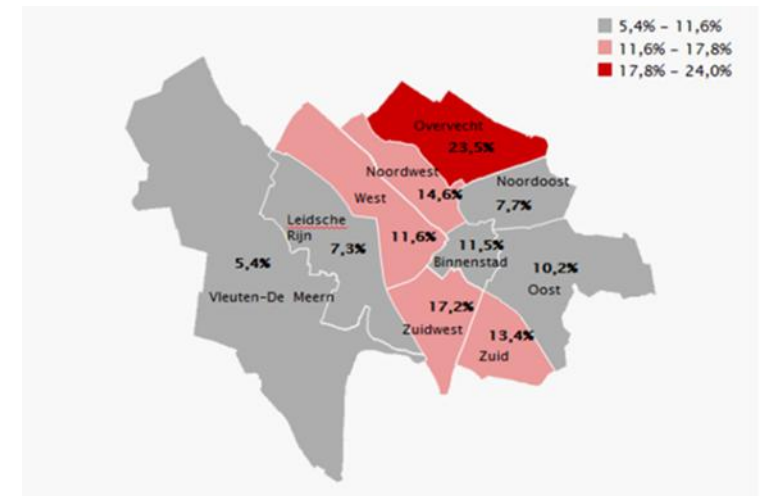 5,4% – 11,6%
11,6% – 17,8%
17,8% – 24,0%
Overvecht
23,5%
Noordwest
14,6%
Noordoost
7,7%
West
11,6%
Leidsche
Rijn
7,3%
11,5%
Binnenstad
5,4%
Vleuten–De Meern
10,2%
Oost
17,2%
Zuidwest
13,4%
Zuid